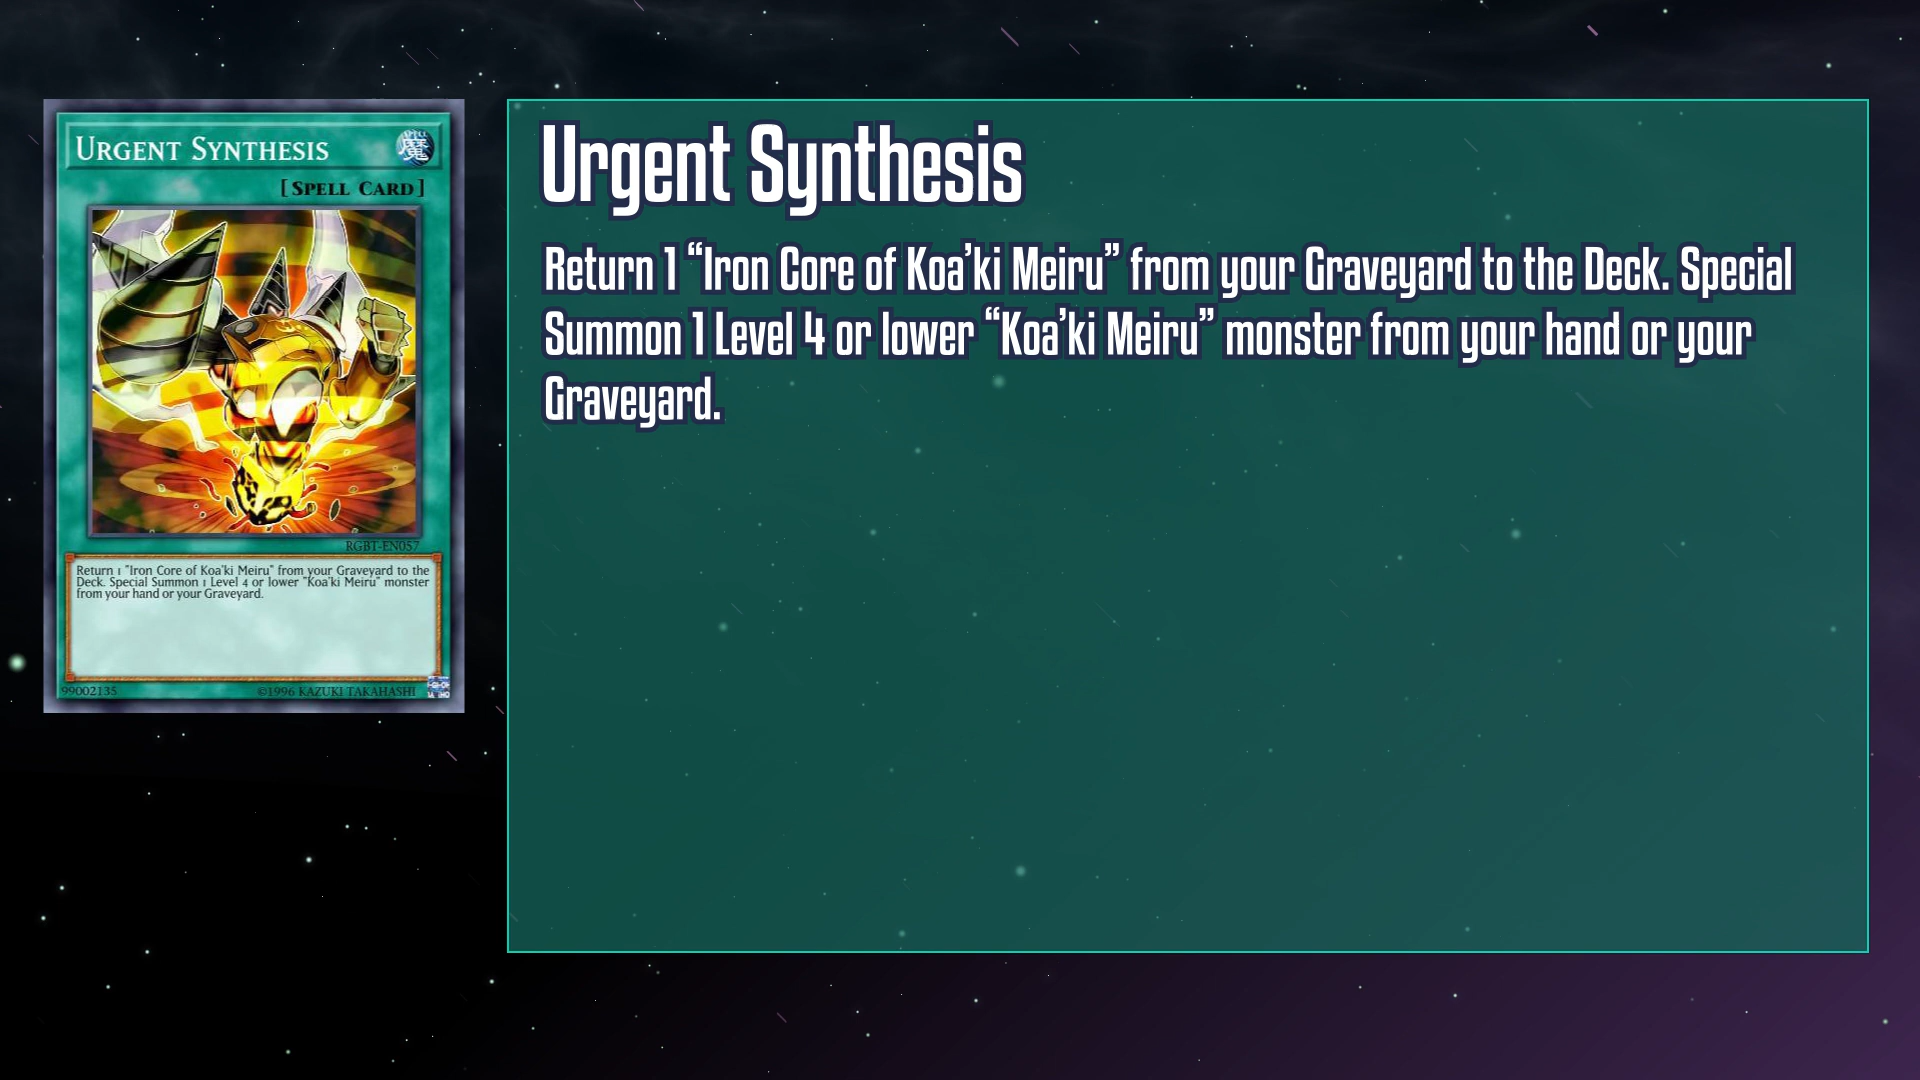 URGENT SYNTHESIS
[SPELL CARD]
RGBT-EN057
Return 1 "Iron Core of Koa'ki Meiru" from your Graveyard to the
Deck. Special Summon 1 Level 4 or lower "Koa'ki Meiru" monster
from your hand or your Graveyard.
99002135
©1996 KAZUKI TAKAHASHI
Urgent Synthesis
Return 1 “Iron Core of Koa’ki Meiru” from your Graveyard to the Deck. Special
Summon 1 Level 4 or lower “Koa’ki Meiru” monster from your hand or your
Graveyard.